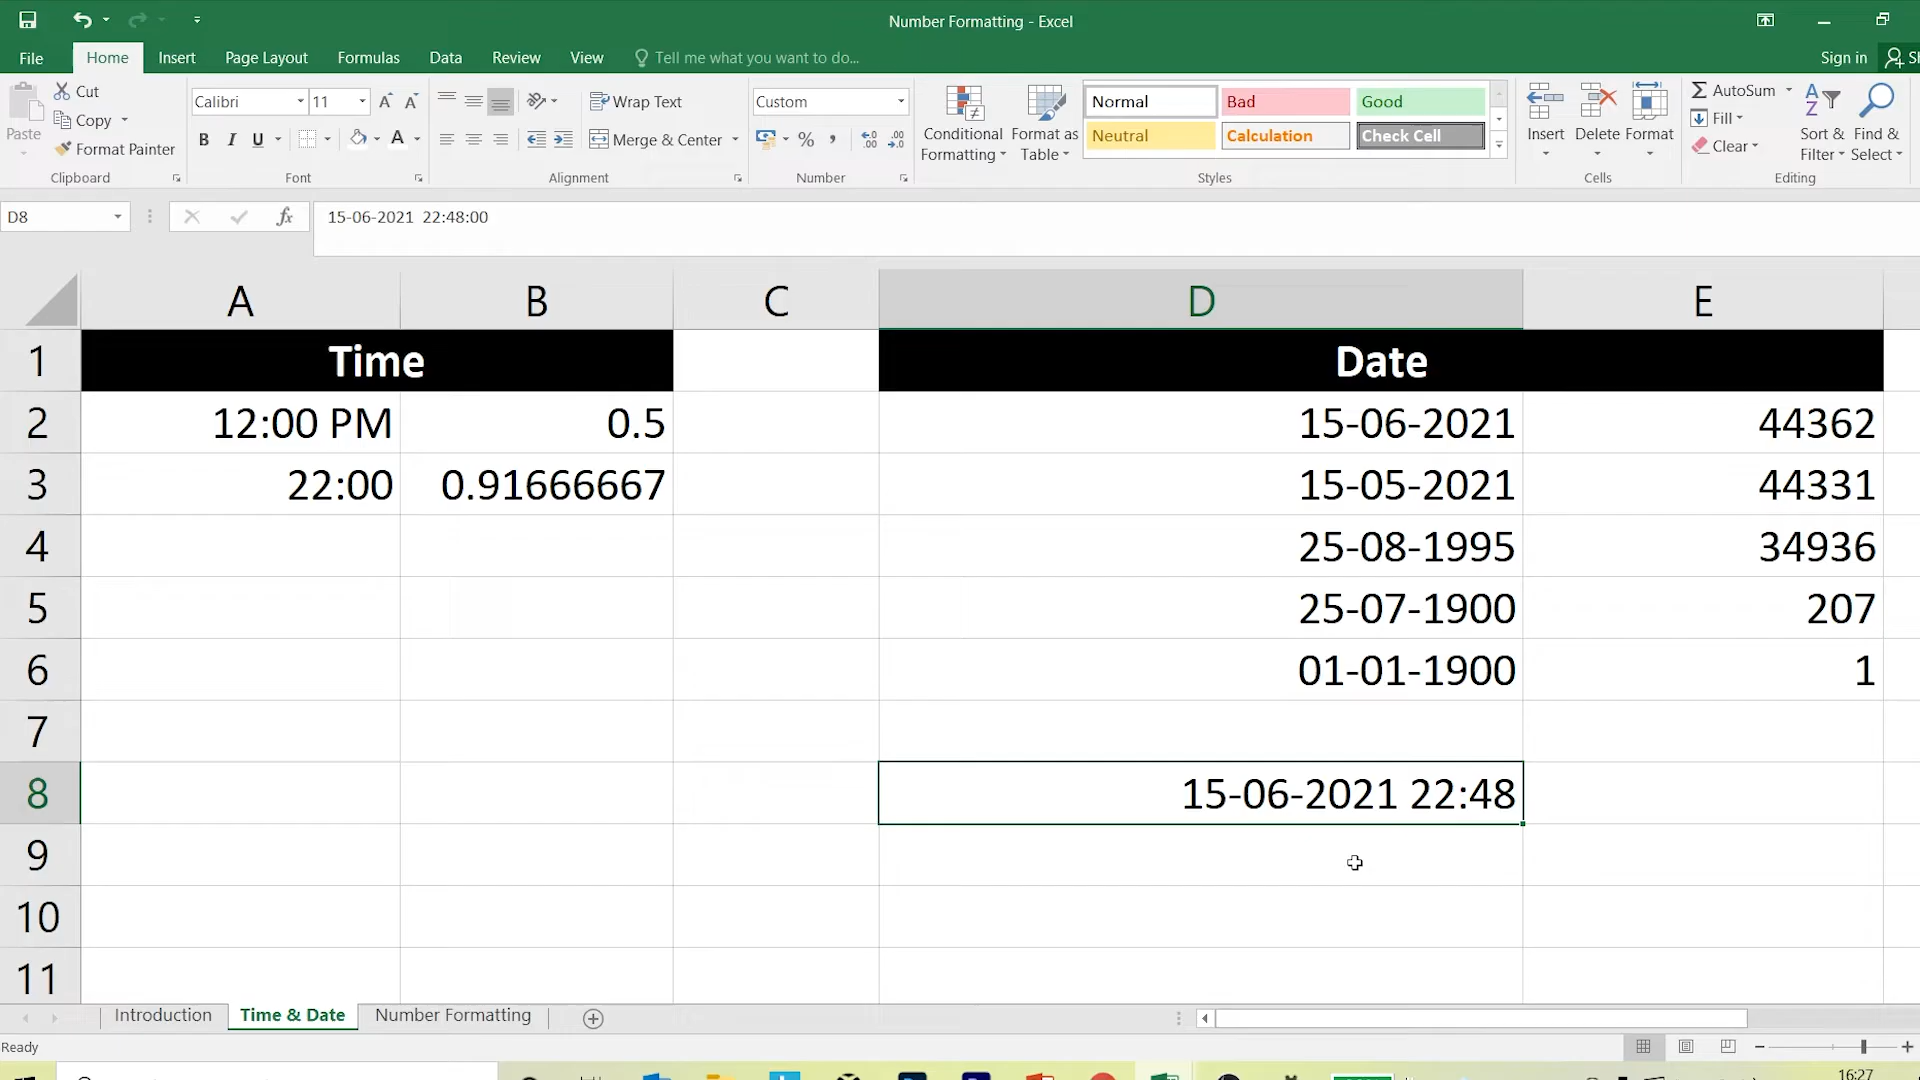 Number Formatting - Excel
File Home Insert Page Layout Formulas Data Review View Tell me what you want to do... Sign in
Paste Cut Calibri 11 Wrap Text Custom Normal Bad Good AutoSum
Copy Fill
Format Painter B I U Merge & Center % , Conditional Formatting Format as Table Neutral Calculation Check Cell Insert Delete Format Clear Sort & Filter Find & Select
Clipboard Font Alignment Number Styles Cells Editing
D8 fx 15-06-2021 22:48:00
A B C D E
1 Time Date
2 12:00 PM 0.5 15-06-2021 44362
3 22:00 0.91666667 15-05-2021 44331
4 25-08-1995 34936
5 25-07-1900 207
6 01-01-1900 1
7
8 15-06-2021 22:48
9
10
11
Introduction Time & Date Number Formatting
Ready
16:27